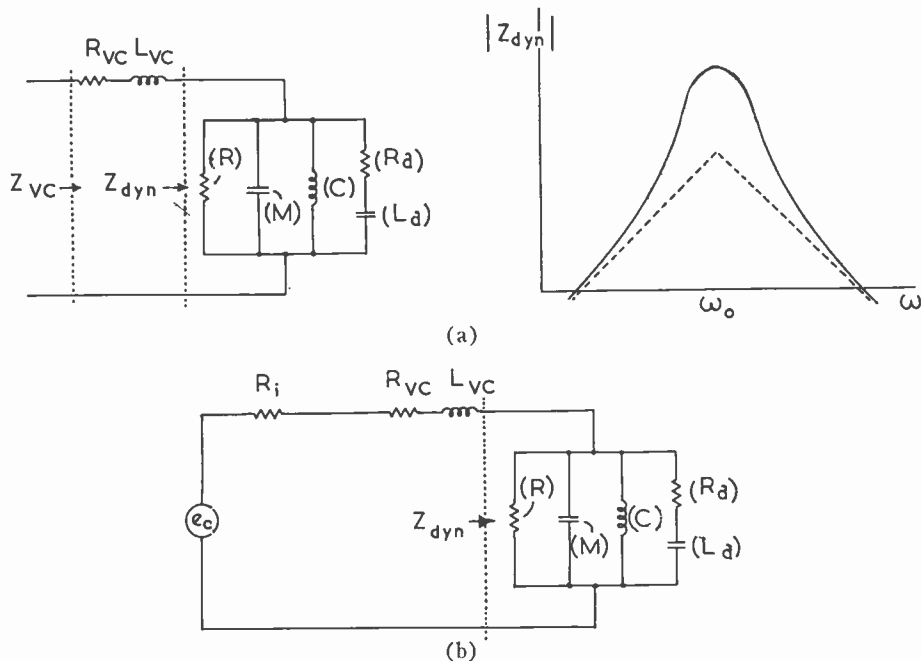 R_VC L_VC
Z_VC
Z_dyn
(R)
(M)
(C)
(Ra)
(La)
|Z_dyn|
ω₀
ω
(a)
R_i
R_VC
L_VC
e_c
Z_dyn
(R)
(M)
(C)
(Ra)
(La)
(b)